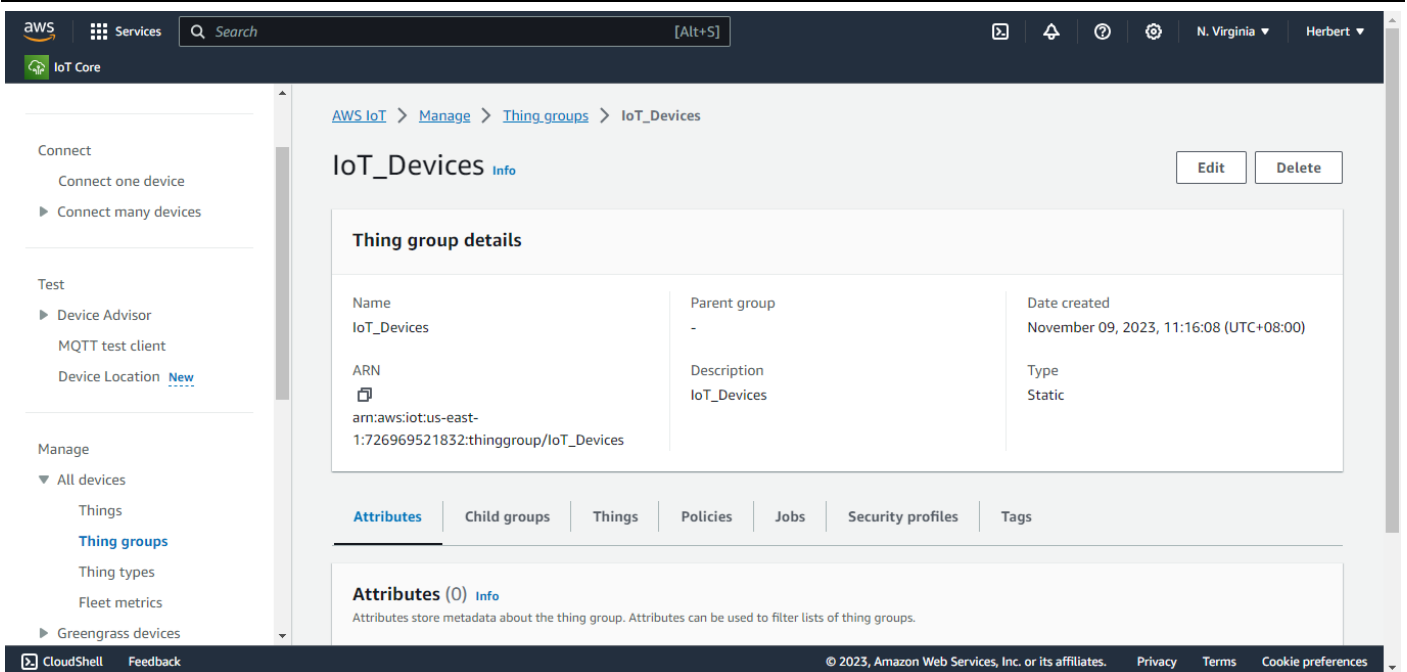 aws
Services
Search
[Alt+S]
N. Virginia
Herbert
IoT Core
Connect
Connect one device
Connect many devices
Test
Device Advisor
MQTT test client
Device Location New
Manage
All devices
Things
Thing groups
Thing types
Fleet metrics
Greengrass devices
AWS IoT > Manage > Thing groups > IoT_Devices
IoT_Devices Info
Edit
Delete
Thing group details
Name
IoT_Devices
ARN
arn:aws:iot:us-east-
1:726969521832:thinggroup/IoT_Devices
Parent group
-
Description
IoT_Devices
Date created
November 09, 2023, 11:16:08 (UTC+08:00)
Type
Static
Attributes
Child groups
Things
Policies
Jobs
Security profiles
Tags
Attributes (0) Info
Attributes store metadata about the thing group. Attributes can be used to filter lists of thing groups.
CloudShell
Feedback
© 2023, Amazon Web Services, Inc. or its affiliates.
Privacy
Terms
Cookie preferences